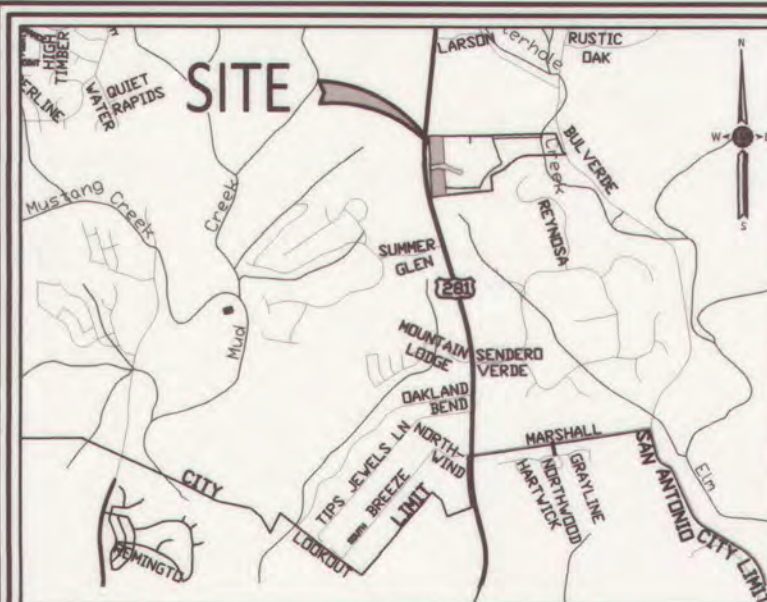 HIGH
TIMBER
ERLINE
WATER
QUIET
RAPIDS
SITE
LARSON
terhole
RUSTIC
OAK
N
W
E
S
BULVERDE
Creek
Mustang Creek
Creek
REYNOSA
SUMMER
GLEN
281
Mud
MOUNTAIN
LODGE
SENDERO
VERDE
OAKLAND
BEND
NORTH-
WIND
MARSHALL
CITY
LIMIT
TIPS JEWELS LN
BREEZE
LOOKOUT
HARTWICK
NORTHWOOD
GRAYLINE
SAN ANTONIO CITY LIMIT
Elm